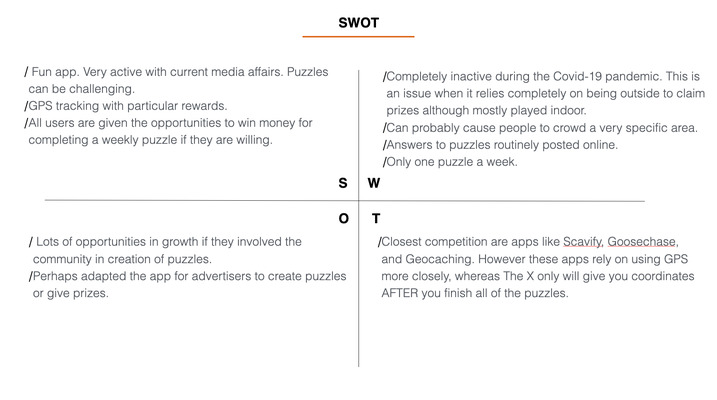 SWOT
/ Fun app. Very active with current media affairs. Puzzles
can be challenging.
/GPS tracking with particular rewards.
/All users are given the opportunities to win money for
completing a weekly puzzle if they are willing.
/Completely inactive during the Covid-19 pandemic. This is
an issue when it relies completely on being outside to claim
prizes although mostly played indoor.
/Can probably cause people to crowd a very specific area.
/Answers to puzzles routinely posted online.
/Only one puzzle a week.
S
W
O
T
/ Lots of opportunities in growth if they involved the
community in creation of puzzles.
/Perhaps adapted the app for advertisers to create puzzles
or give prizes.
/Closest competition are apps like Scavify, Goosechase,
and Geocaching. However these apps rely on using GPS
more closely, whereas The X only will give you coordinates
AFTER you finish all of the puzzles.